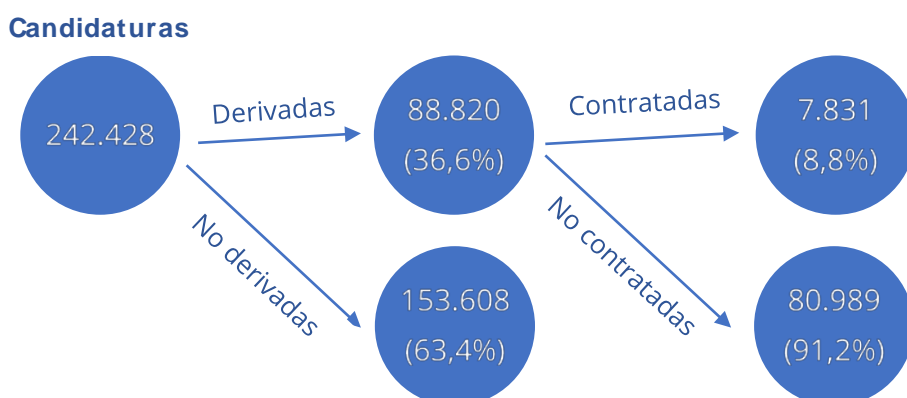 Candidaturas
242.428
Derivadas
88.820
(36,6%)
Contratadas
7.831
(8,8%)
No derivadas
153.608
(63,4%)
No contratadas
80.989
(91,2%)